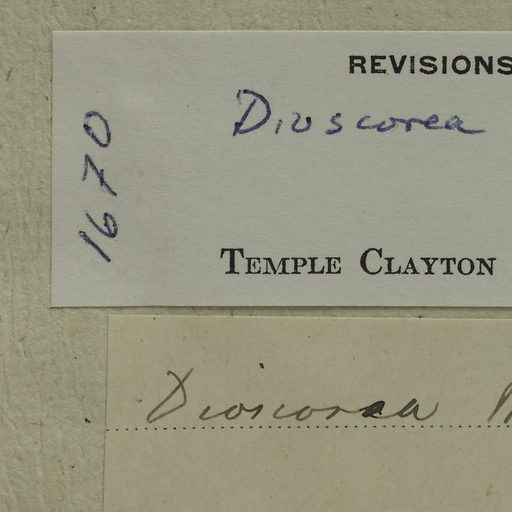 REVISIONS
Dioscorea
1670
TEMPLE CLAYTON
Dioscorea